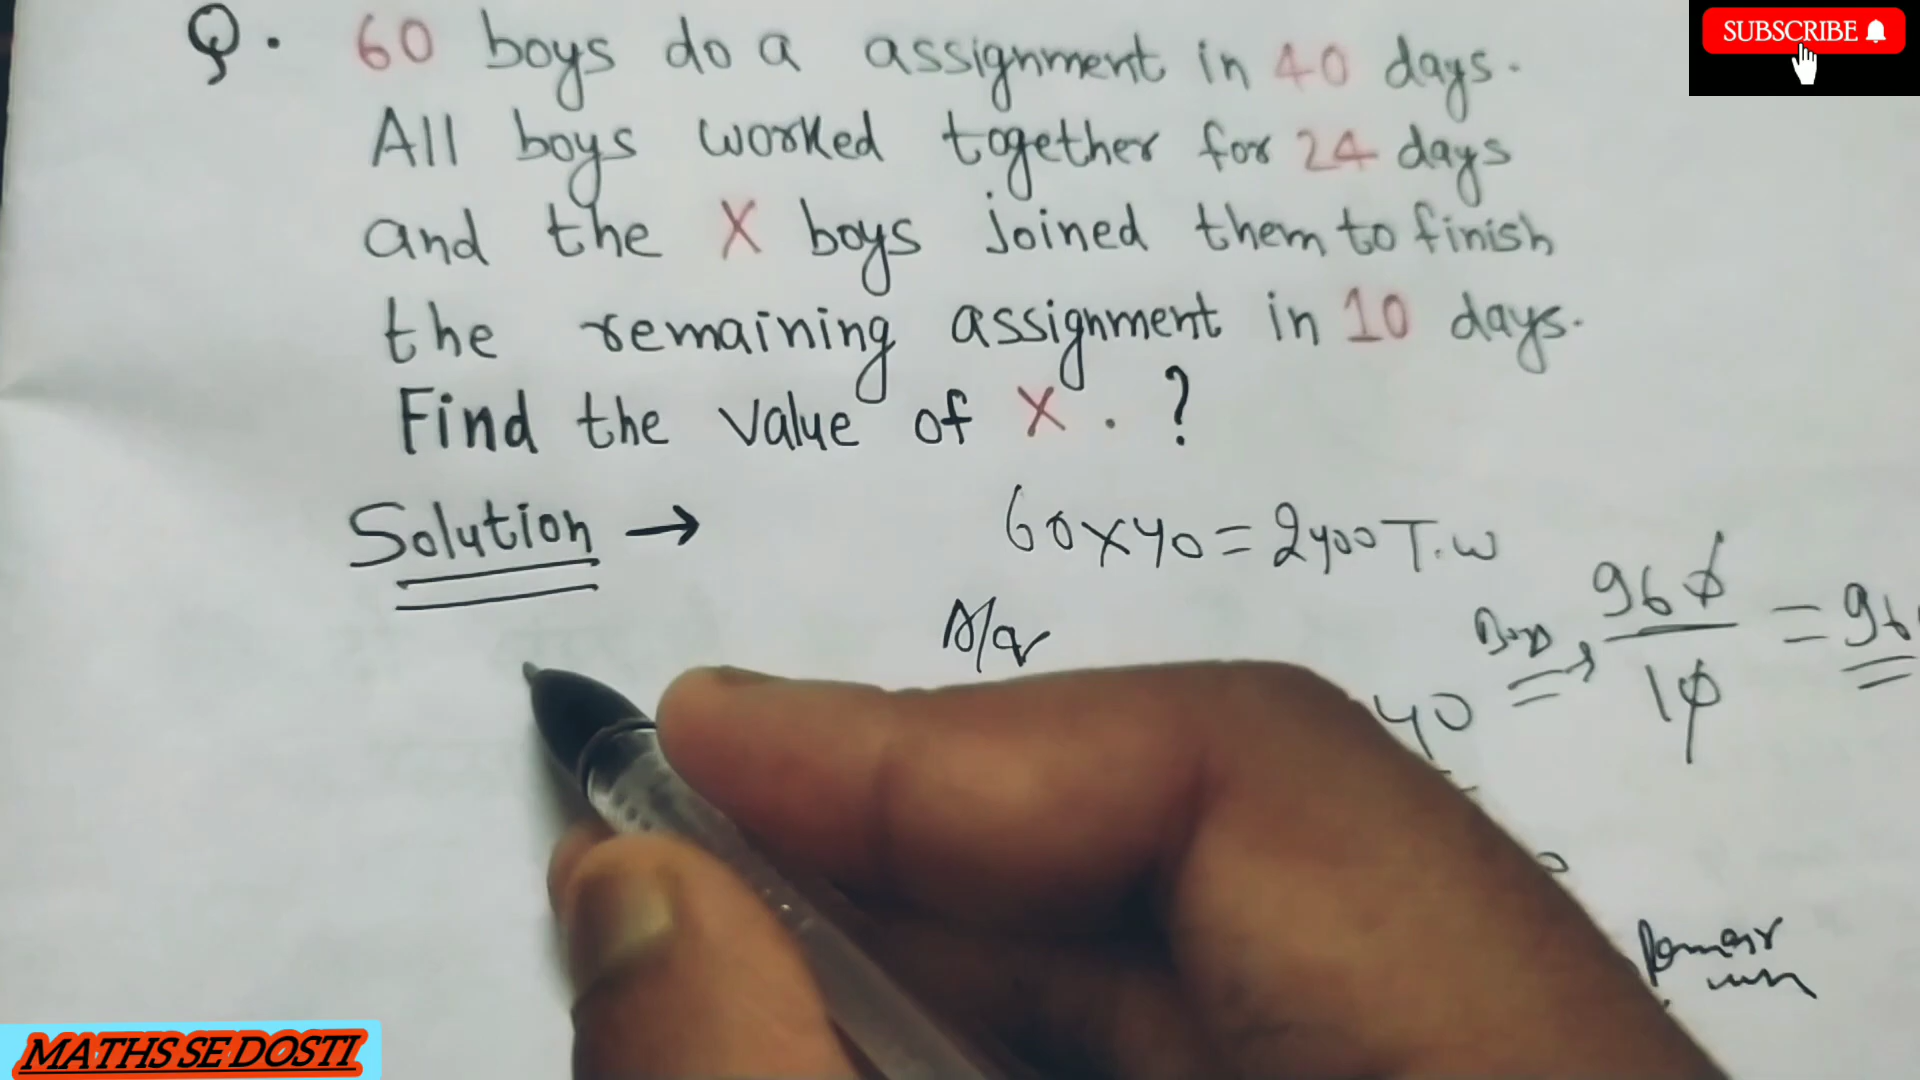 SUBSCRIBE
Q. 60 boys do a assignment in 40 days.
All boys worked together for 24 days
and the X boys joined them to finish
the remaining assignment in 10 days.
Find the value of X. ?
Solution →
60×40=2400 T.W
A/q
960/10 = 96
40
MATHS SE DOSTI